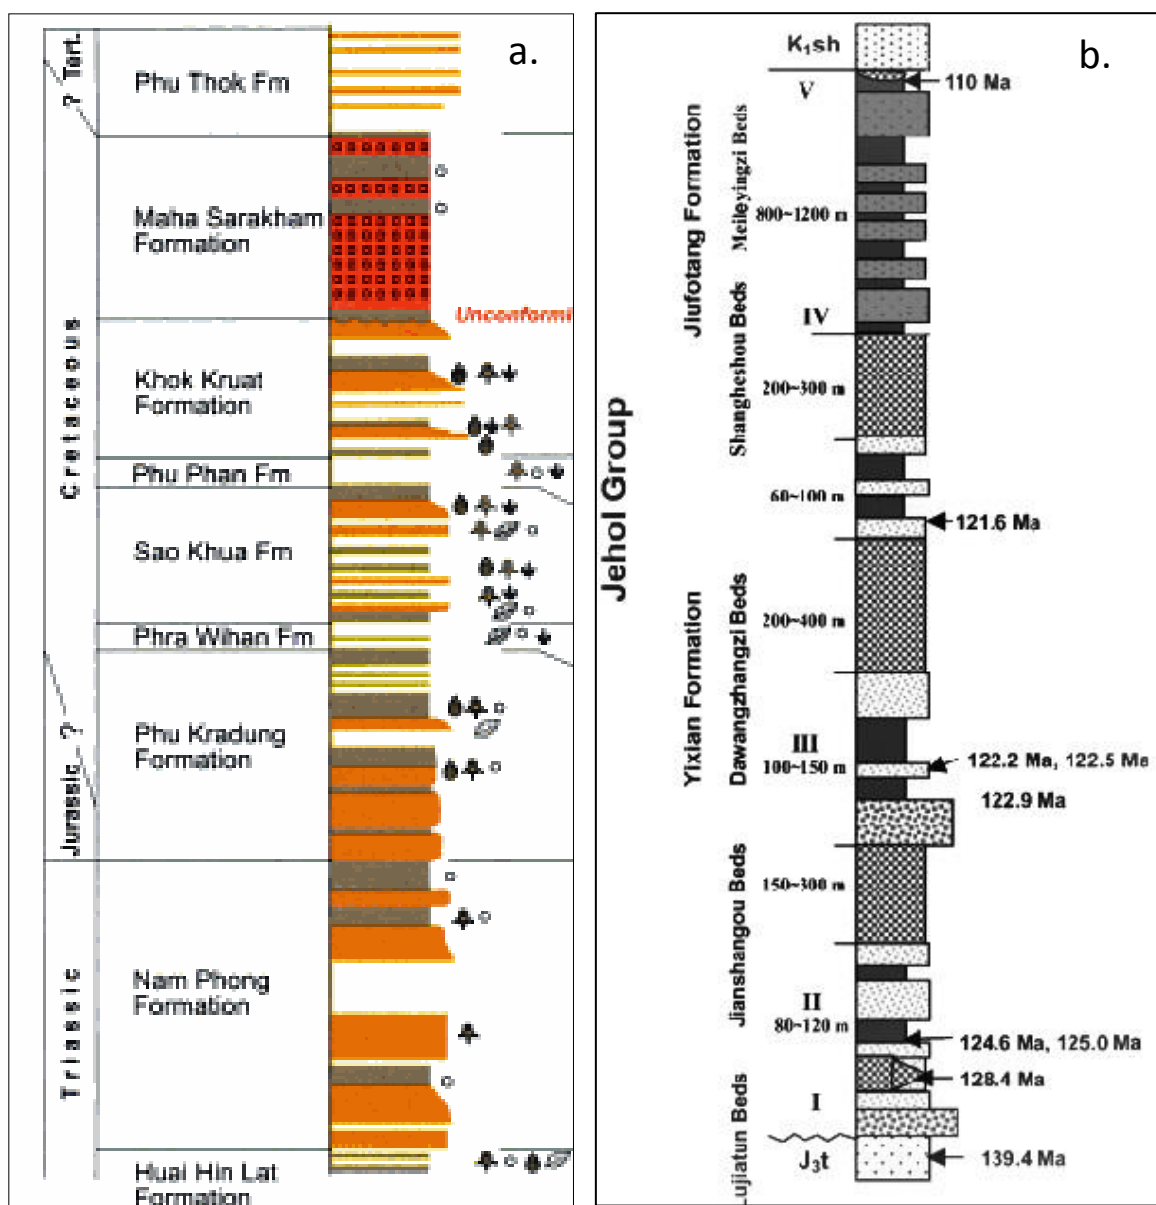 a.
? Tert.
Phu Thok Fm
Cretaceous
Maha Sarakham
Formation
Unconformi
Khok Kruat
Formation
Phu Phan Fm
Sao Khua Fm
Phra Wihan Fm
Jurassic ?
Phu Kradung
Formation
Triassic
Nam Phong
Formation
Huai Hin Lat
Formation
b.
Jehol Group
Jiufotang Formation
Yixian Formation
Meileyingzi Beds
Shangheshou Beds
Dawangzhangzi Beds
Jianshangou Beds
Lujiatun Beds
K₁sh
V
110 Ma
800~1200 m
IV
200~300 m
60~100 m
121.6 Ma
200~400 m
III
100~150 m
122.2 Ma, 122.5 Ma
122.9 Ma
150~300 m
II
80~120 m
124.6 Ma, 125.0 Ma
128.4 Ma
I
J₃t
139.4 Ma